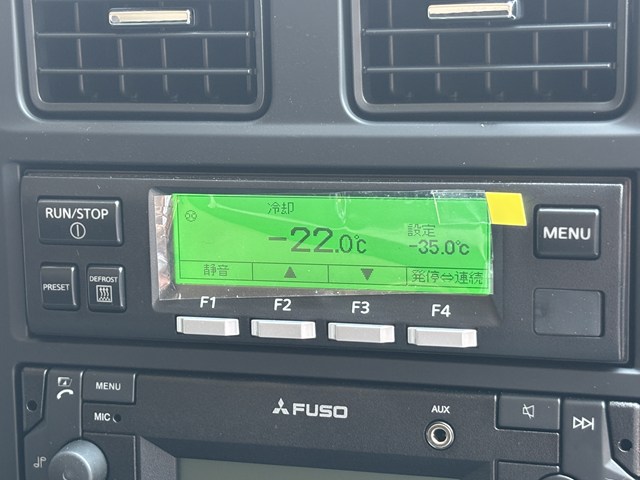 RUN/STOP
冷却
-22.0℃
設定
-35.0℃
MENU
静音 ▲ ▼ 発停⇔連続
PRESET
DEFROST
F1 F2 F3 F4
MENU
MIC
FUSO
AUX